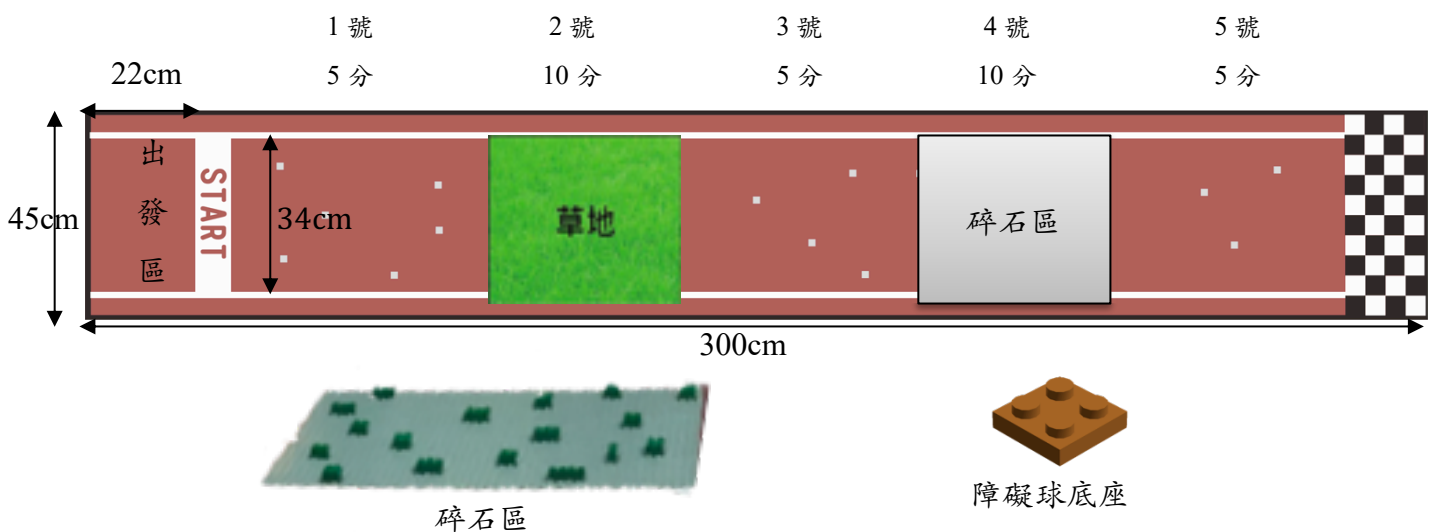 1 號
2 號
3 號
4 號
5 號
5 分
10 分
5 分
10 分
5 分
22cm
出發區
START
45cm
34cm
草地
碎石區
300cm
碎石區
障礙球底座